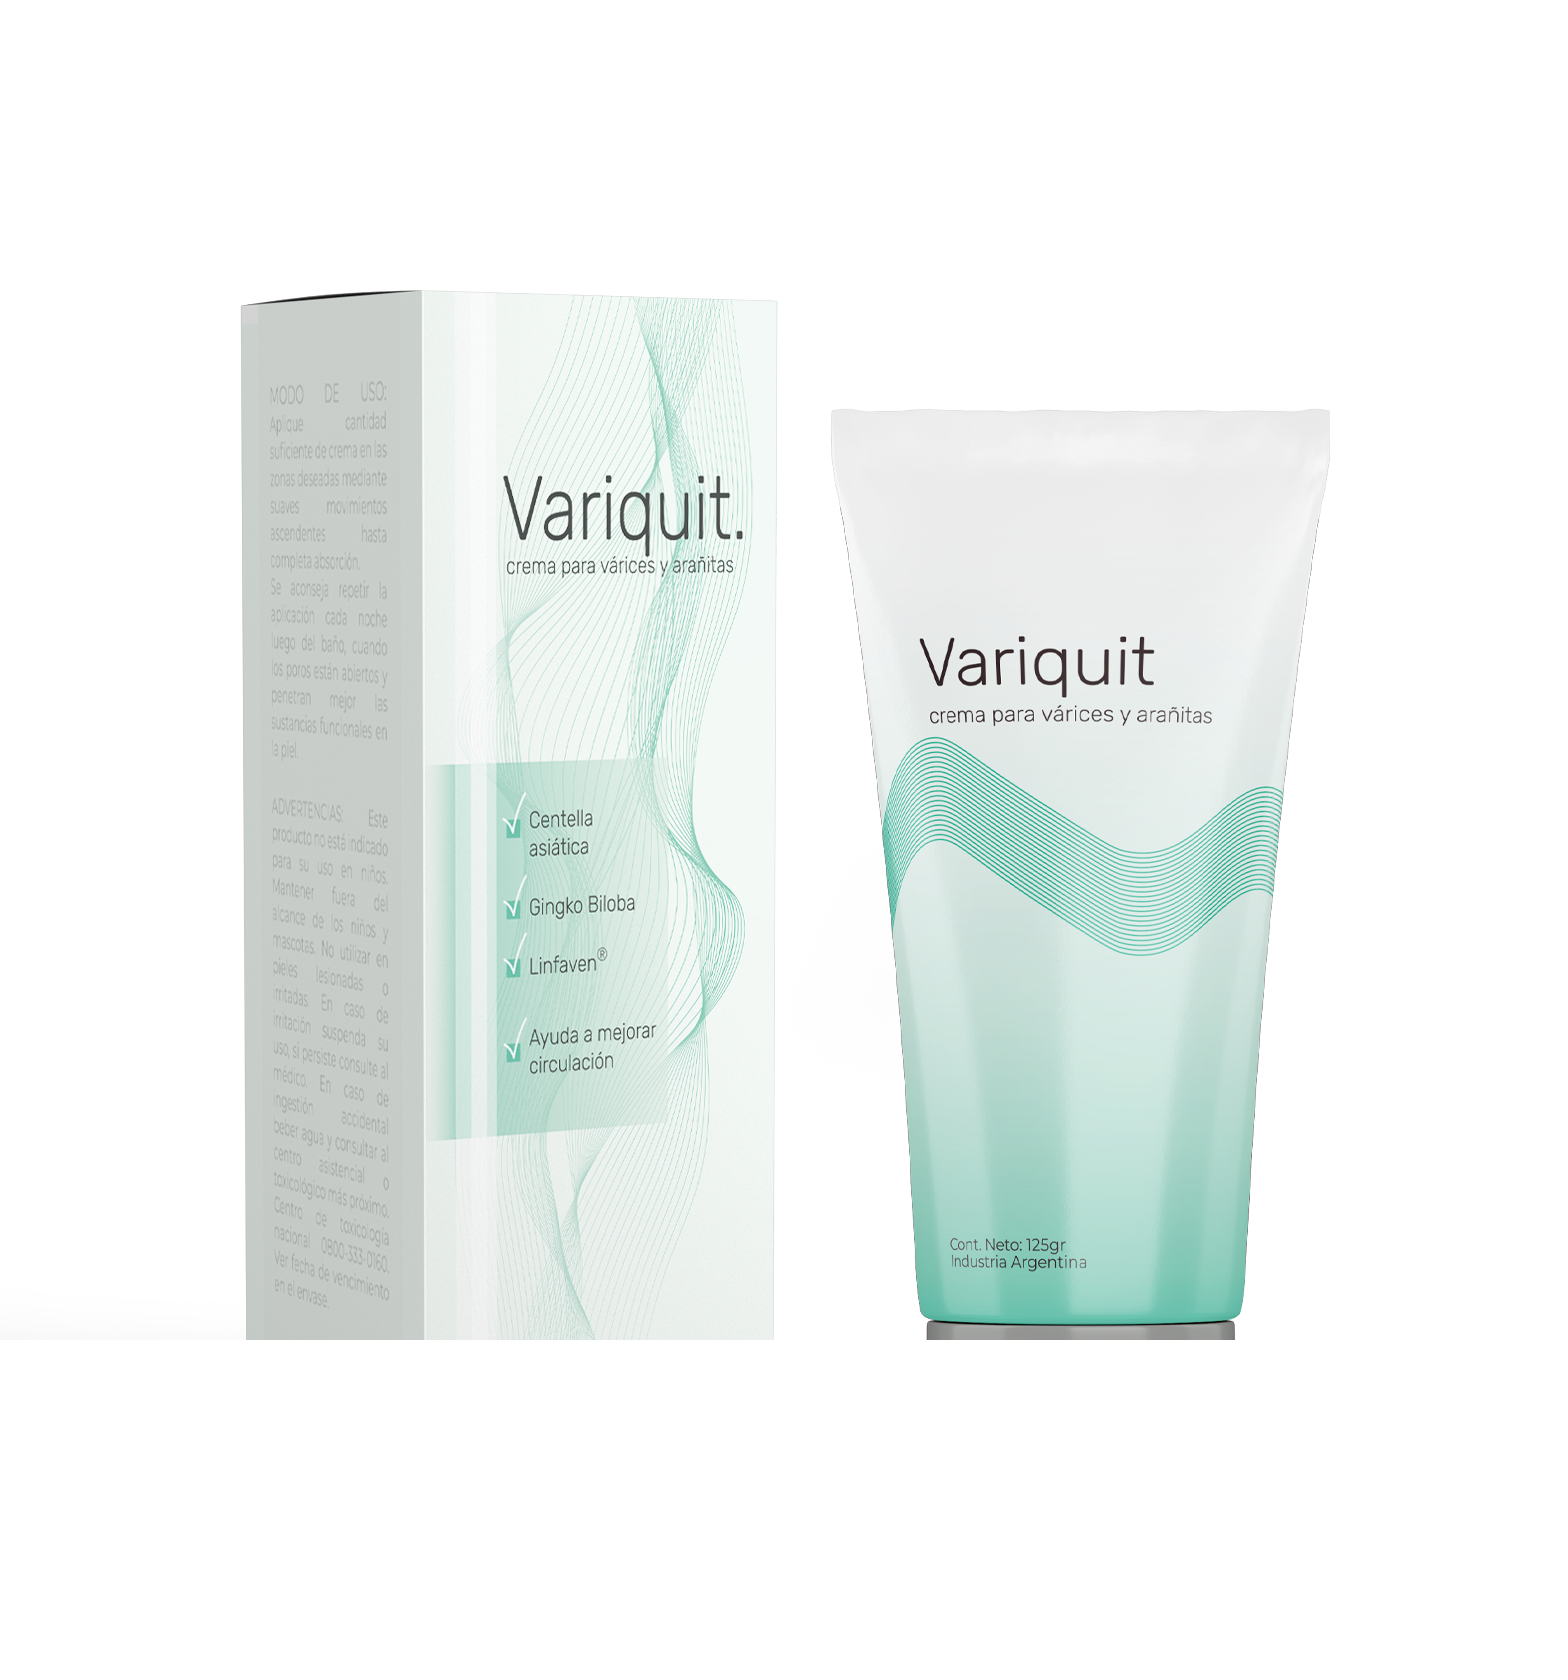 MODO DE USO:
Aplique cantidad
suficiente de crema en las
zonas deseadas mediante
suaves movimientos
ascendentes hasta
completa absorción.
Se aconseja repetir la
aplicación cada noche
luego del baño, cuando
los poros están abiertos y
penetran mejor las
sustancias funcionales en
la piel.
ADVERTENCIAS: Este
producto no está indicado
para su uso en niños.
Mantener fuera del
alcance de los niños y
mascotas. No utilizar en
pieles lesionadas o
irritadas. En caso de
irritación suspenda su
uso, si persiste consulte al
médico. En caso de
ingestión accidental
beber agua y consultar al
centro asistencial o
toxicológico más próximo.
Centro de toxicología
nacional 0800-333-0160.
Ver fecha de vencimiento
en el envase.
Variquit.
crema para várices y arañitas
Centella
asiática
Gingko Biloba
Linfaven®
Ayuda a mejorar
circulación
Variquit
crema para várices y arañitas
Cont. Neto: 125gr
Industria Argentina